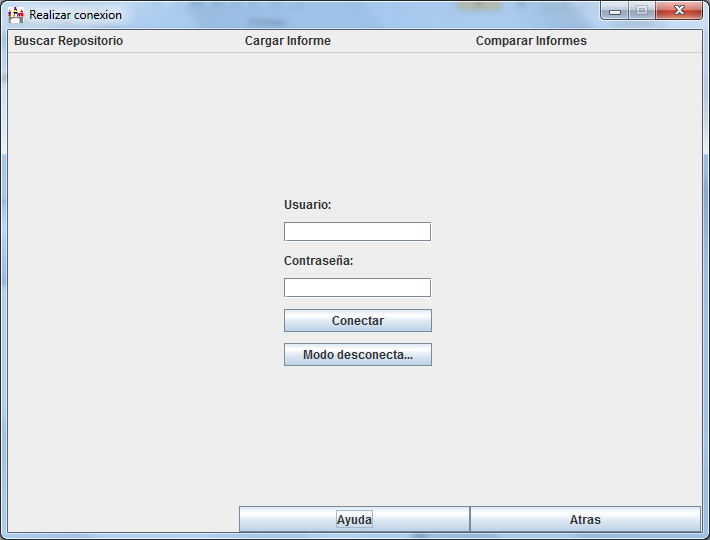 Realizar conexion
Buscar Repositorio Cargar Informe Comparar Informes
Usuario:
Contraseña:
Conectar
Modo desconecta...
Ayuda Atras